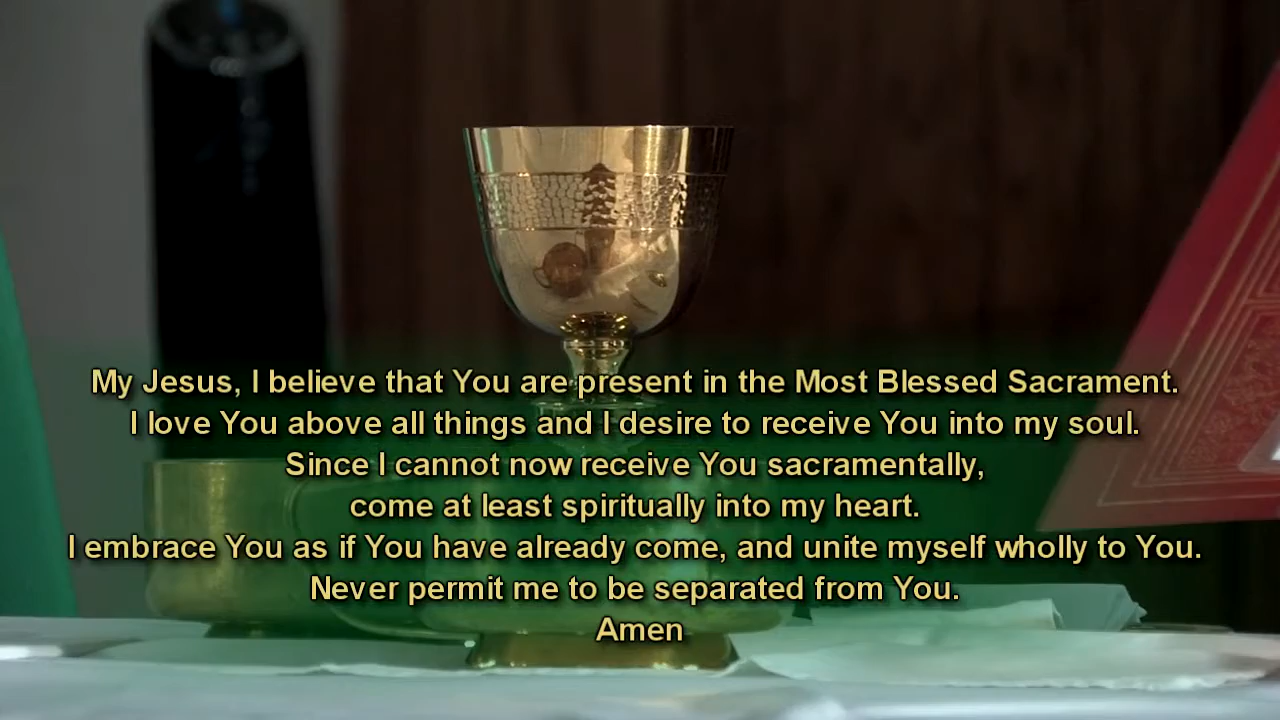 My Jesus, I believe that You are present in the Most Blessed Sacrament.
I love You above all things and I desire to receive You into my soul.
Since I cannot now receive You sacramentally,
come at least spiritually into my heart.
I embrace You as if You have already come, and unite myself wholly to You.
Never permit me to be separated from You.
Amen